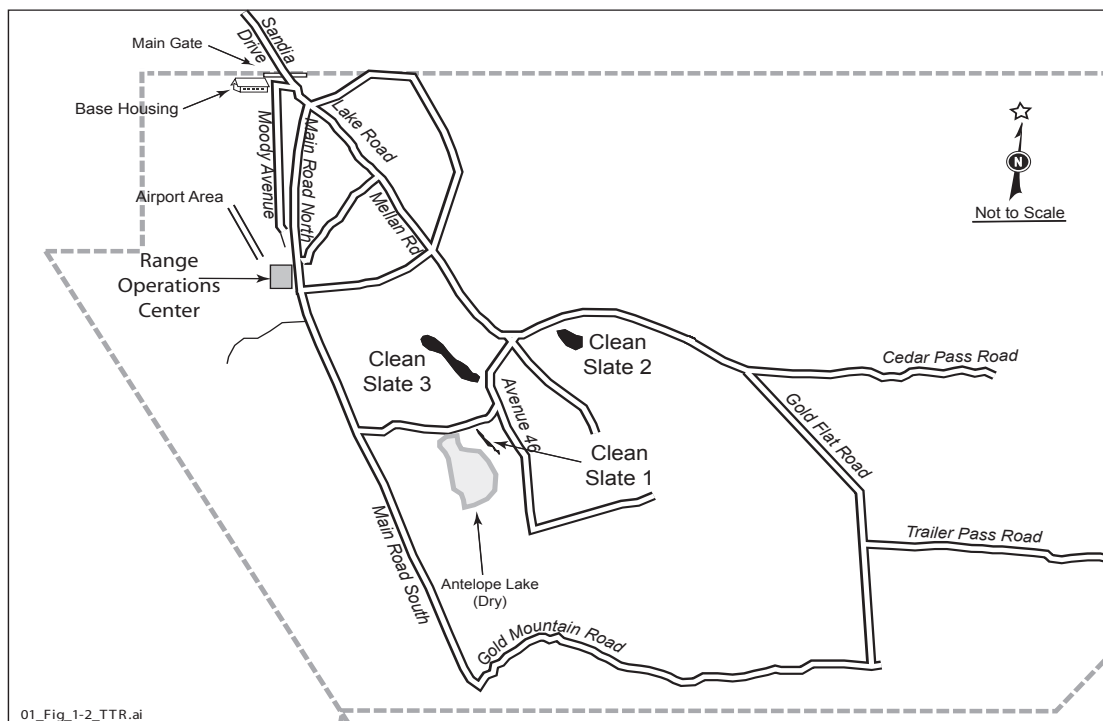 Sandia
Drive
Main Gate
Base Housing
Lake Road
Moody Avenue
Main Road North
Mellan Rd
Airport Area
N
Not to Scale
Range
Operations
Center
Clean
Slate 3
Clean
Slate 2
Cedar Pass Road
Avenue 46
Gold Flat Road
Clean
Slate 1
Main Road South
Trailer Pass Road
Antelope Lake
(Dry)
Gold Mountain Road
01_Fig_1-2_TTR.ai